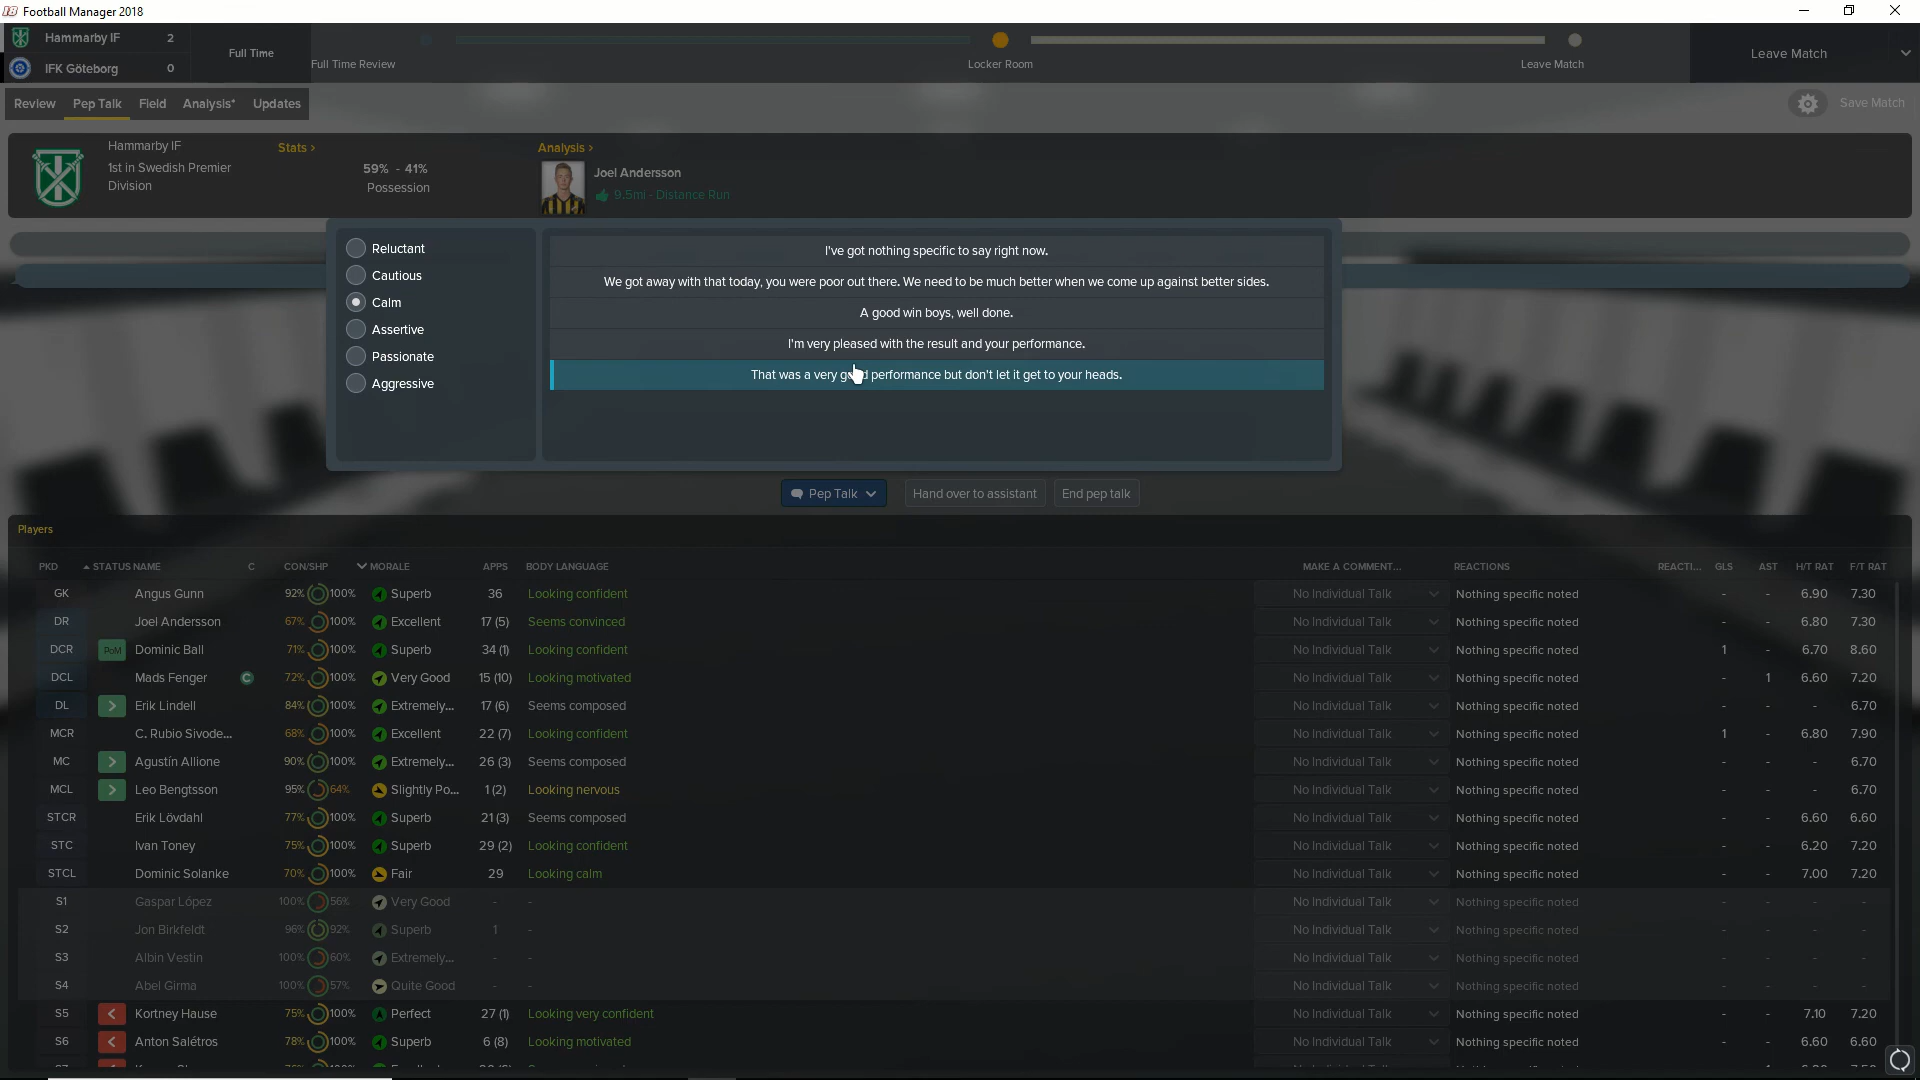 18 Football Manager 2018
Hammarby IF 2
IFK Göteborg 0
Full Time
Full Time Review
Locker Room
Leave Match
Leave Match
Review Pep Talk Field Analysis* Updates
Save Match
Hammarby IF
1st in Swedish Premier
Division
Stats >
59% - 41%
Possession
Analysis >
Joel Andersson
9.5mi - Distance Run
Reluctant
Cautious
Calm
Assertive
Passionate
Aggressive
I've got nothing specific to say right now.
We got away with that today, you were poor out there. We need to be much better when we come up against better sides.
A good win boys, well done.
I'm very pleased with the result and your performance.
That was a very good performance but don't let it get to your heads.
Pep Talk Hand over to assistant End pep talk
Players
PKD STATUS NAME C CON/SHP MORALE APPS BODY LANGUAGE MAKE A COMMENT... REACTIONS REACTI... GLS AST H/T RAT F/T RAT
GK Angus Gunn 92% 100% Superb 36 Looking confident No Individual Talk Nothing specific noted - - 6.90 7.30
DR Joel Andersson 67% 100% Excellent 17 (5) Seems convinced No Individual Talk Nothing specific noted - - 6.80 7.30
DCR PoM Dominic Ball 71% 100% Superb 34 (1) Looking confident No Individual Talk Nothing specific noted 1 - 6.70 8.60
DCL Mads Fenger C 72% 100% Very Good 15 (10) Looking motivated No Individual Talk Nothing specific noted - 1 6.60 7.20
DL Erik Lindell 84% 100% Extremely... 17 (6) Seems composed No Individual Talk Nothing specific noted - - - 6.70
MCR C. Rubio Sivode... 68% 100% Excellent 22 (7) Looking confident No Individual Talk Nothing specific noted 1 - 6.80 7.90
MC Agustín Allione 90% 100% Extremely... 26 (3) Seems composed No Individual Talk Nothing specific noted - - - 6.70
MCL Leo Bengtsson 95% 64% Slightly Po... 1 (2) Looking nervous No Individual Talk Nothing specific noted - - - 6.70
STCR Erik Lövdahl 77% 100% Superb 21 (3) Seems composed No Individual Talk Nothing specific noted - - 6.60 6.60
STC Ivan Toney 75% 100% Superb 29 (2) Looking confident No Individual Talk Nothing specific noted - - 6.20 7.20
STCL Dominic Solanke 70% 100% Fair 29 Looking calm No Individual Talk Nothing specific noted - - 7.00 7.20
S1 Gaspar López 100% 56% Very Good - - No Individual Talk Nothing specific noted - - - -
S2 Jon Birkfeldt 96% 92% Superb 1 - No Individual Talk Nothing specific noted - - - -
S3 Albin Vestin 100% 60% Extremely... - - No Individual Talk Nothing specific noted - - - -
S4 Abel Girma 100% 57% Quite Good - - No Individual Talk Nothing specific noted - - - -
S5 Kortney Hause 75% 100% Perfect 27 (1) Looking very confident No Individual Talk Nothing specific noted - - 7.10 7.20
S6 Anton Salétros 78% 100% Superb 6 (8) Looking motivated No Individual Talk Nothing specific noted - - 6.60 6.60